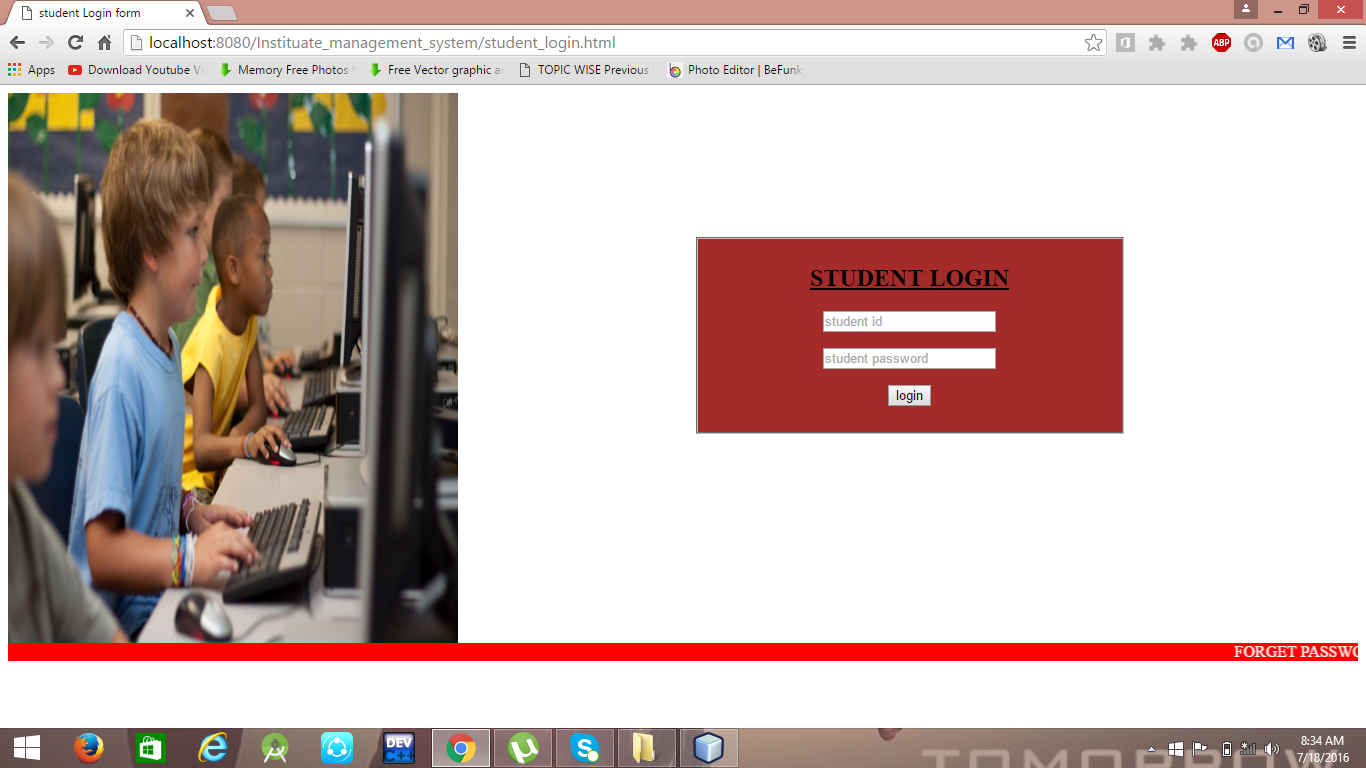 student Login form
localhost:8080/Instituate_management_system/student_login.html
ABP
Apps
Download Youtube Vi
Memory Free Photos
Free Vector graphic a
TOPIC WISE Previous
Photo Editor | BeFunk
STUDENT LOGIN
student id
student password
login
FORGET PASSWO
DEV
C++
TOMORROW
8:34 AM
7/18/2016